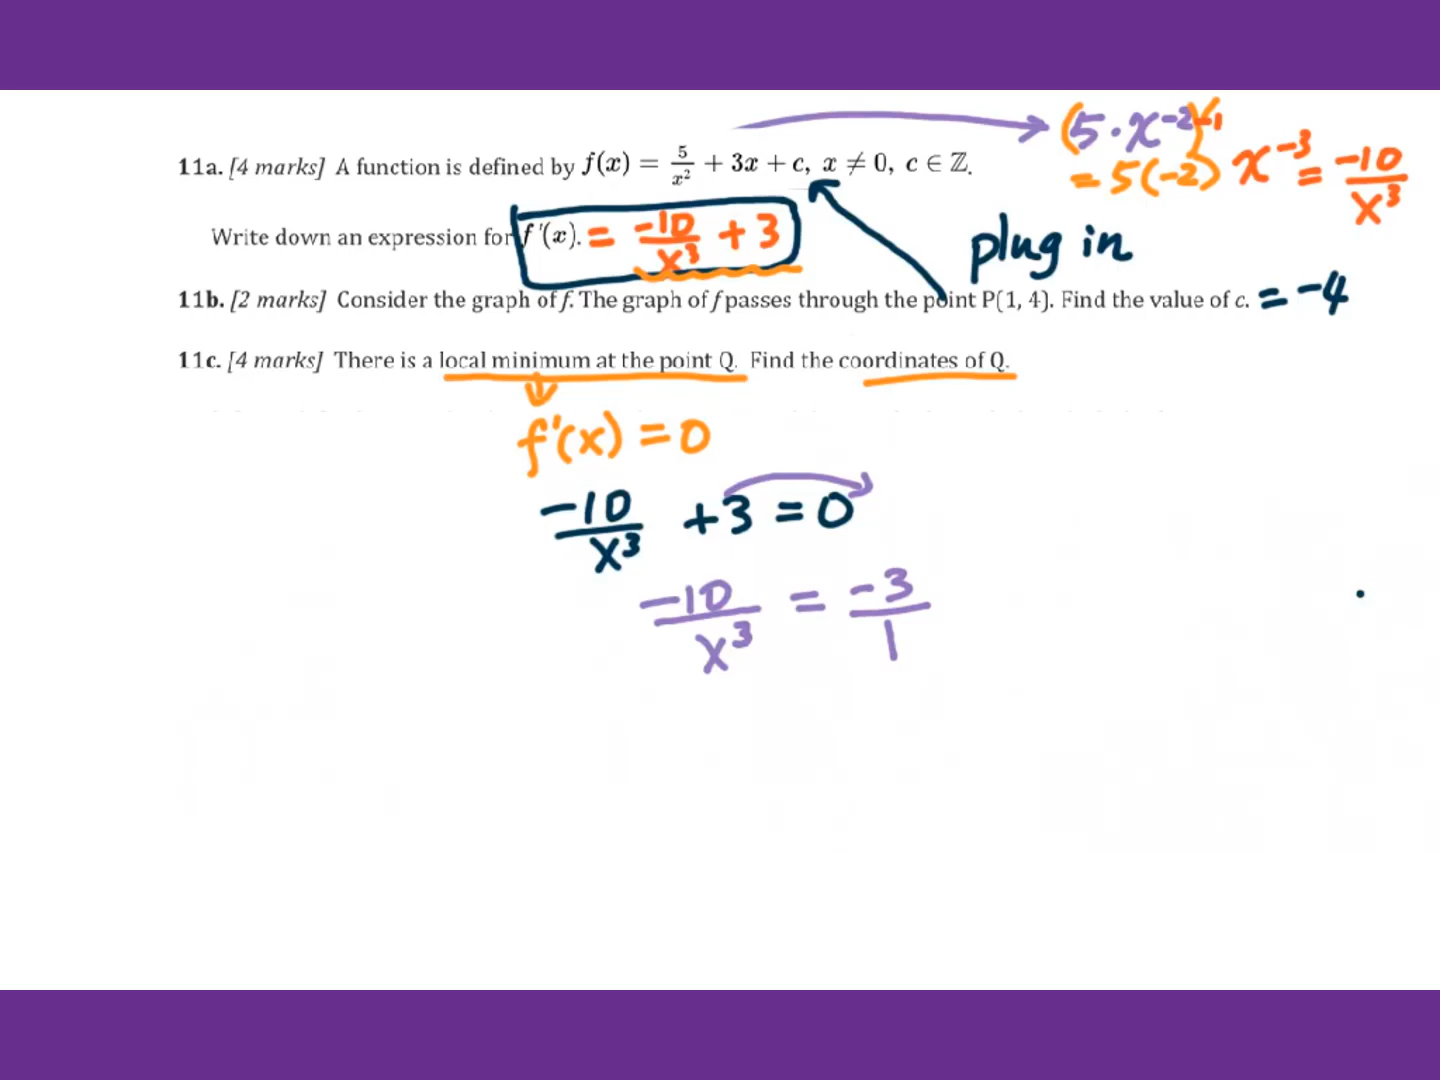 (5 · x⁻²)⁻¹
11a. [4 marks] A function is defined by f(x) = 5/x² + 3x + c, x ≠ 0, c ∈ ℤ.
= 5(-2) x⁻³ = -10/x³
Write down an expression for f′(x). = -10/x³ + 3
plug in
11b. [2 marks] Consider the graph of f. The graph of f passes through the point P(1, 4). Find the value of c. = -4
11c. [4 marks] There is a local minimum at the point Q. Find the coordinates of Q.
f'(x) = 0
-10/x³ + 3 = 0
-10/x³ = -3/1